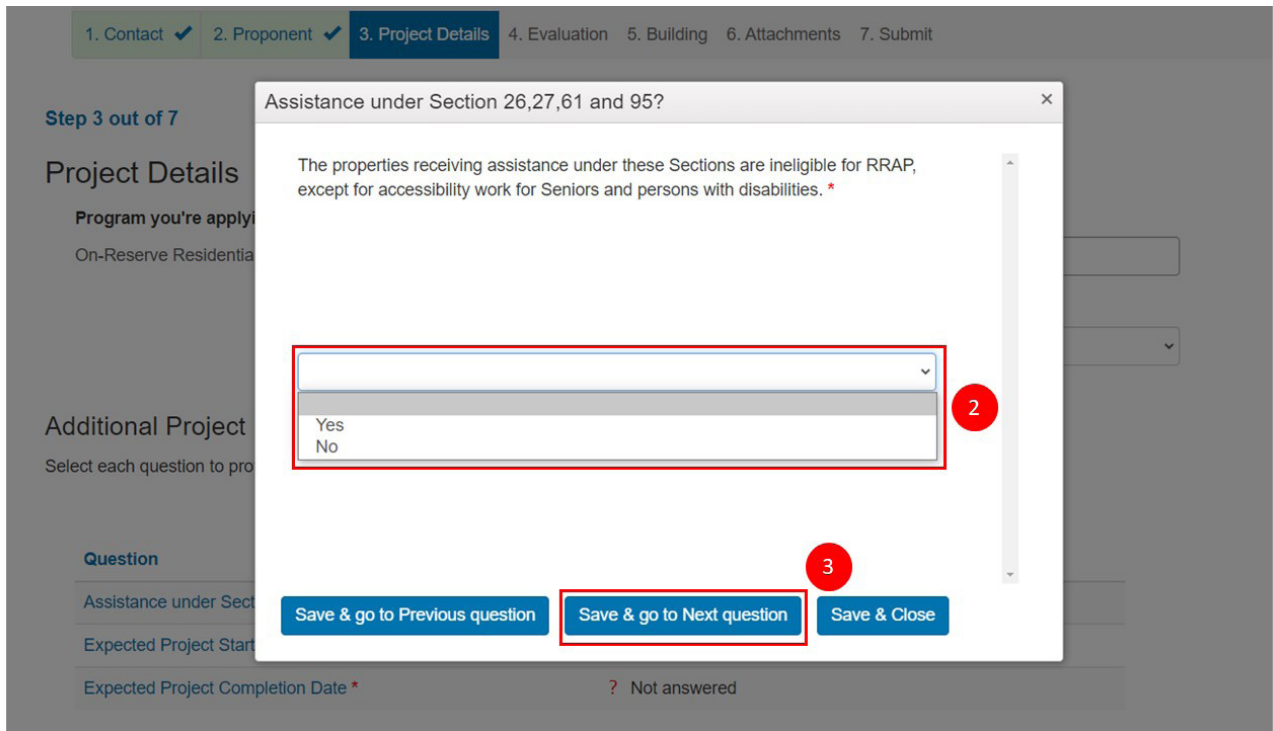 1. Contact ✔ 2. Proponent ✔ 3. Project Details 4. Evaluation 5. Building 6. Attachments 7. Submit
Assistance under Section 26,27,61 and 95? ×
Step 3 out of 7
The properties receiving assistance under these Sections are ineligible for RRAP,
except for accessibility work for Seniors and persons with disabilities. *
Project Details
Program you're applyi
On-Reserve Residentia
2
Yes
No
Additional Project
Select each question to pro
3
Question
Assistance under Sect
Save & go to Previous question Save & go to Next question Save & Close
Expected Project Start
Expected Project Completion Date * ? Not answered